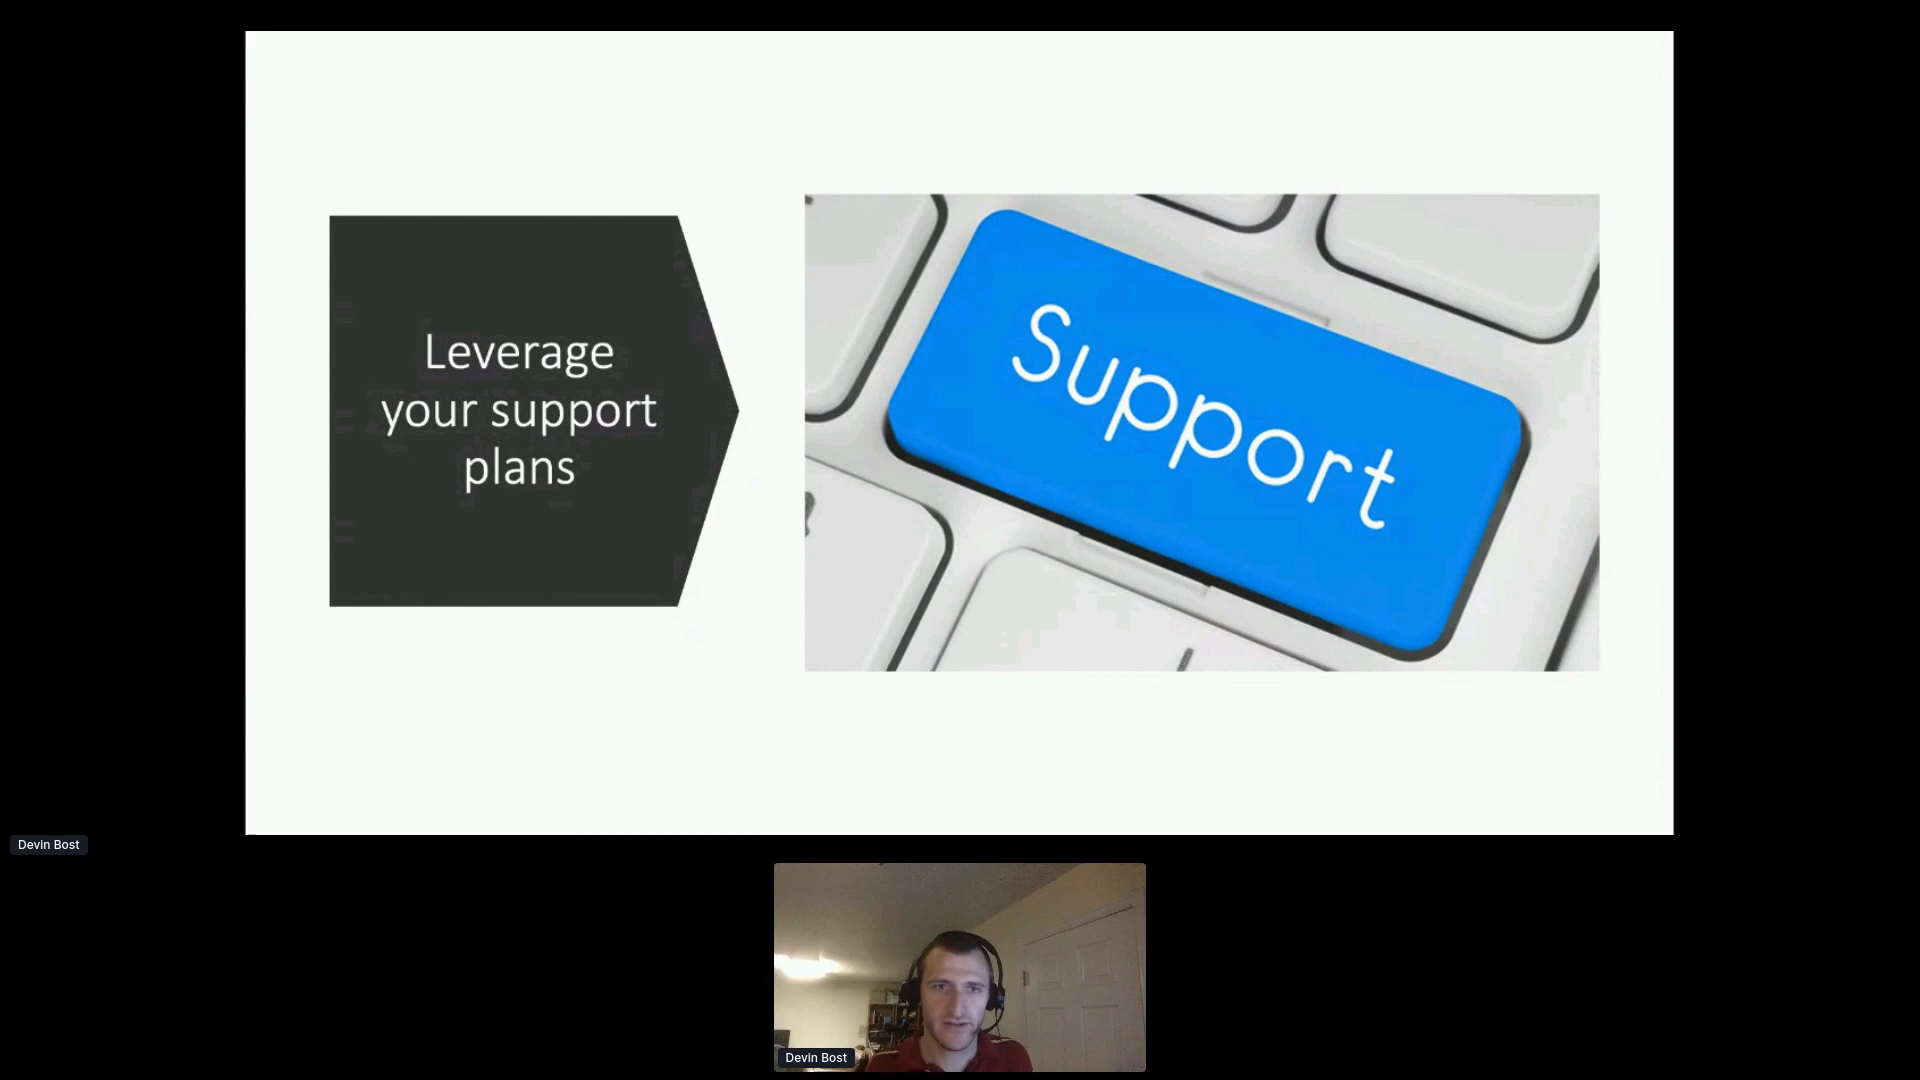 Leverage
your support
plans
Support
Devin Bost
Devin Bost